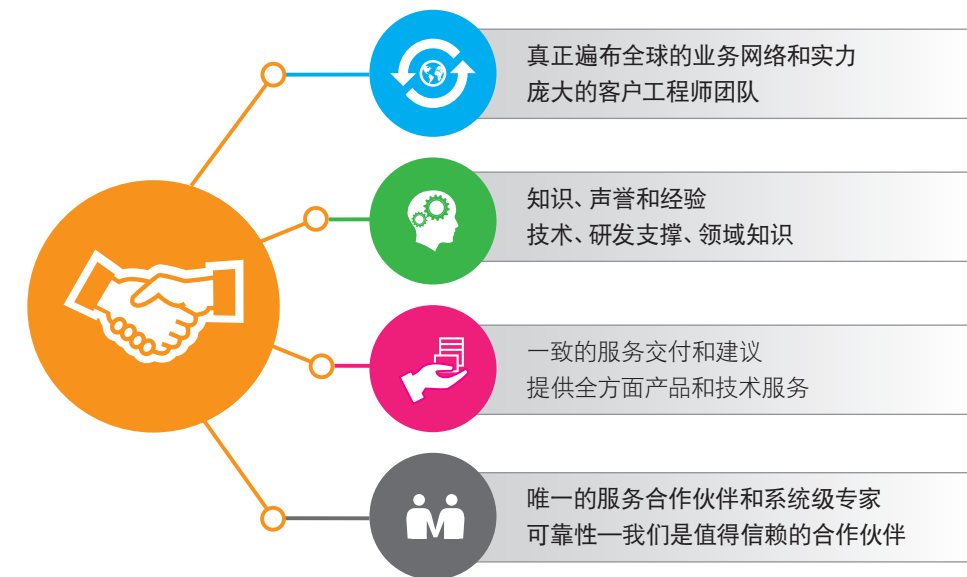 真正遍布全球的业务网络和实力
庞大的客户工程师团队
知识、声誉和经验
技术、研发支撑、领域知识
一致的服务交付和建议
提供全方面产品和技术服务
唯一的服务合作伙伴和系统级专家
可靠性—我们是值得信赖的合作伙伴